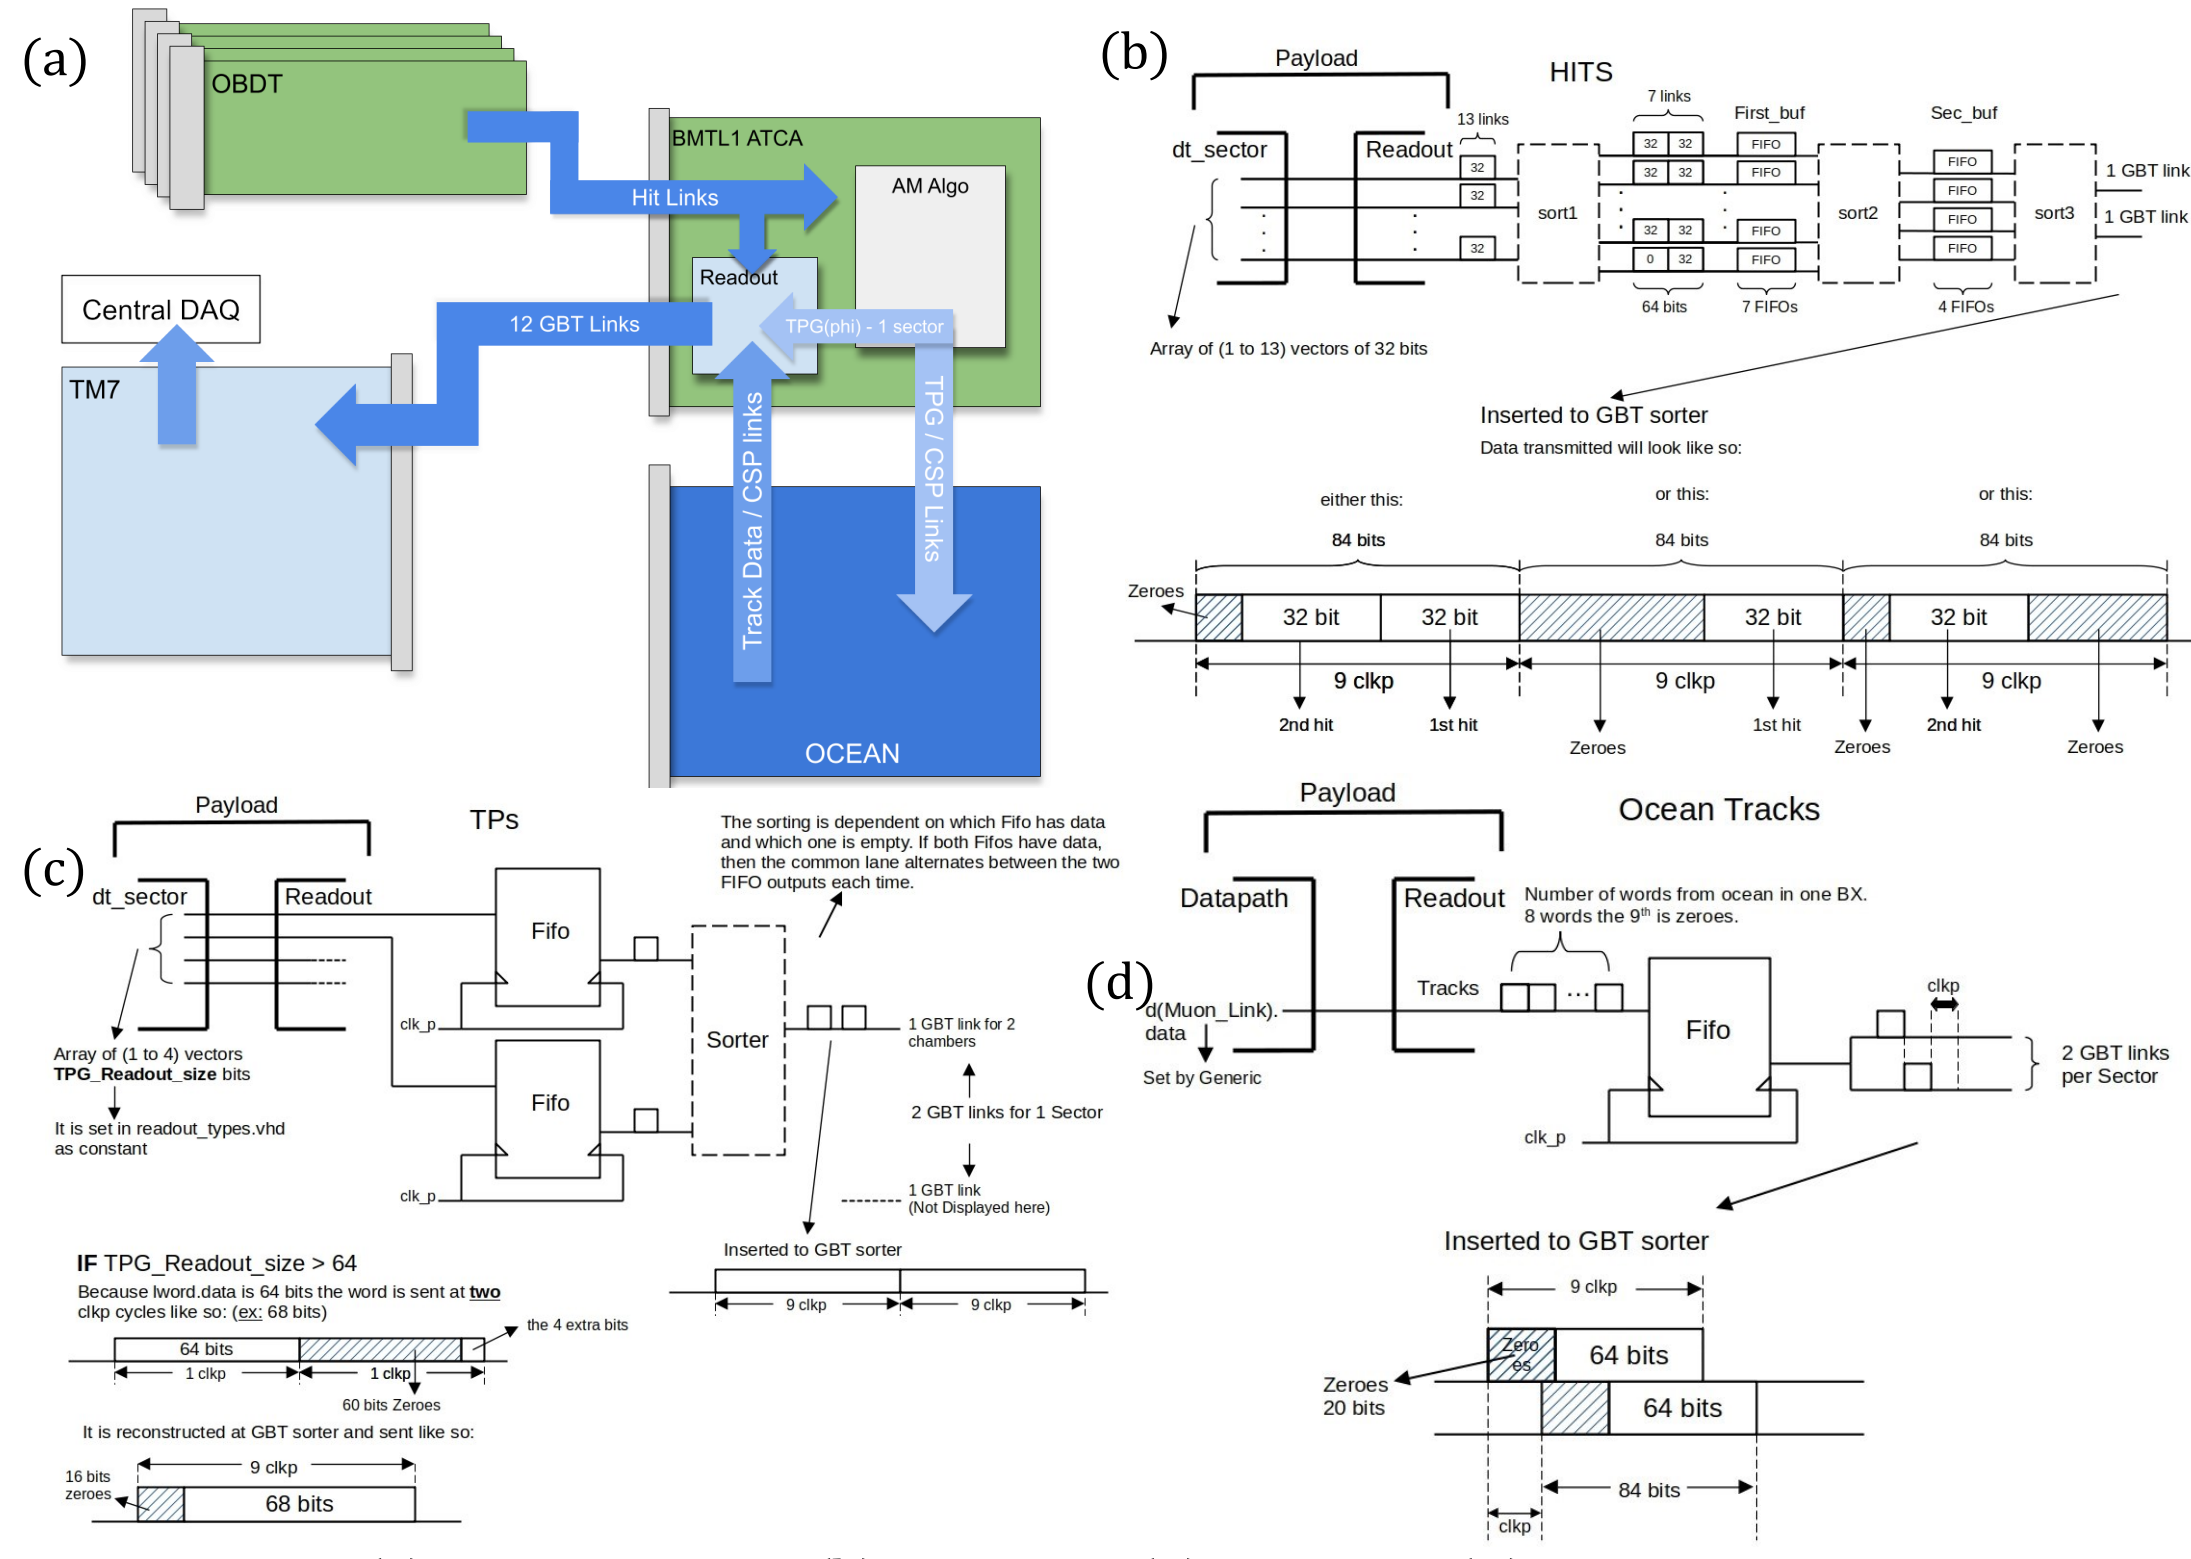 (a)
OBDT
BMTL1 ATCA
AM Algo
Hit Links
Readout
Central DAQ
12 GBT Links
TPG(phi) - 1 sector
TM7
Track Data / CSP links
TPG / CSP Links
OCEAN
(b)
Payload
HITS
dt_sector
Readout
13 links
32
32
32
sort1
7 links
32 32
32 32
32 32
0 32
64 bits
First_buf
FIFO
FIFO
FIFO
FIFO
7 FIFOs
sort2
Sec_buf
FIFO
FIFO
FIFO
FIFO
4 FIFOs
sort3
1 GBT link
1 GBT link
Array of (1 to 13) vectors of 32 bits
Inserted to GBT sorter
Data transmitted will look like so:
either this:
or this:
or this:
84 bits
84 bits
84 bits
Zeroes
32 bit
32 bit
32 bit
32 bit
9 clkp
9 clkp
9 clkp
2nd hit
1st hit
Zeroes
1st hit
Zeroes
2nd hit
Zeroes
(c)
Payload
TPs
dt_sector
Readout
Fifo
clk_p
Fifo
clk_p
Sorter
The sorting is dependent on which Fifo has data
and which one is empty. If both Fifos have data,
then the common lane alternates between the two
FIFO outputs each time.
1 GBT link for 2
chambers
2 GBT links for 1 Sector
1 GBT link
(Not Displayed here)
Array of (1 to 4) vectors
TPG_Readout_size bits
It is set in readout_types.vhd
as constant
Inserted to GBT sorter
9 clkp
9 clkp
IF TPG_Readout_size > 64
Because lword.data is 64 bits the word is sent at two
clkp cycles like so: (ex: 68 bits)
the 4 extra bits
64 bits
1 clkp
1 clkp
60 bits Zeroes
It is reconstructed at GBT sorter and sent like so:
9 clkp
16 bits
zeroes
68 bits
(d)
Payload
Ocean Tracks
Datapath
Readout
Number of words from ocean in one BX.
8 words the 9th is zeroes.
Tracks
...
d(Muon_Link).
data
Set by Generic
Fifo
clk_p
clkp
2 GBT links
per Sector
Inserted to GBT sorter
9 clkp
Zero
es
64 bits
Zeroes
20 bits
64 bits
84 bits
clkp